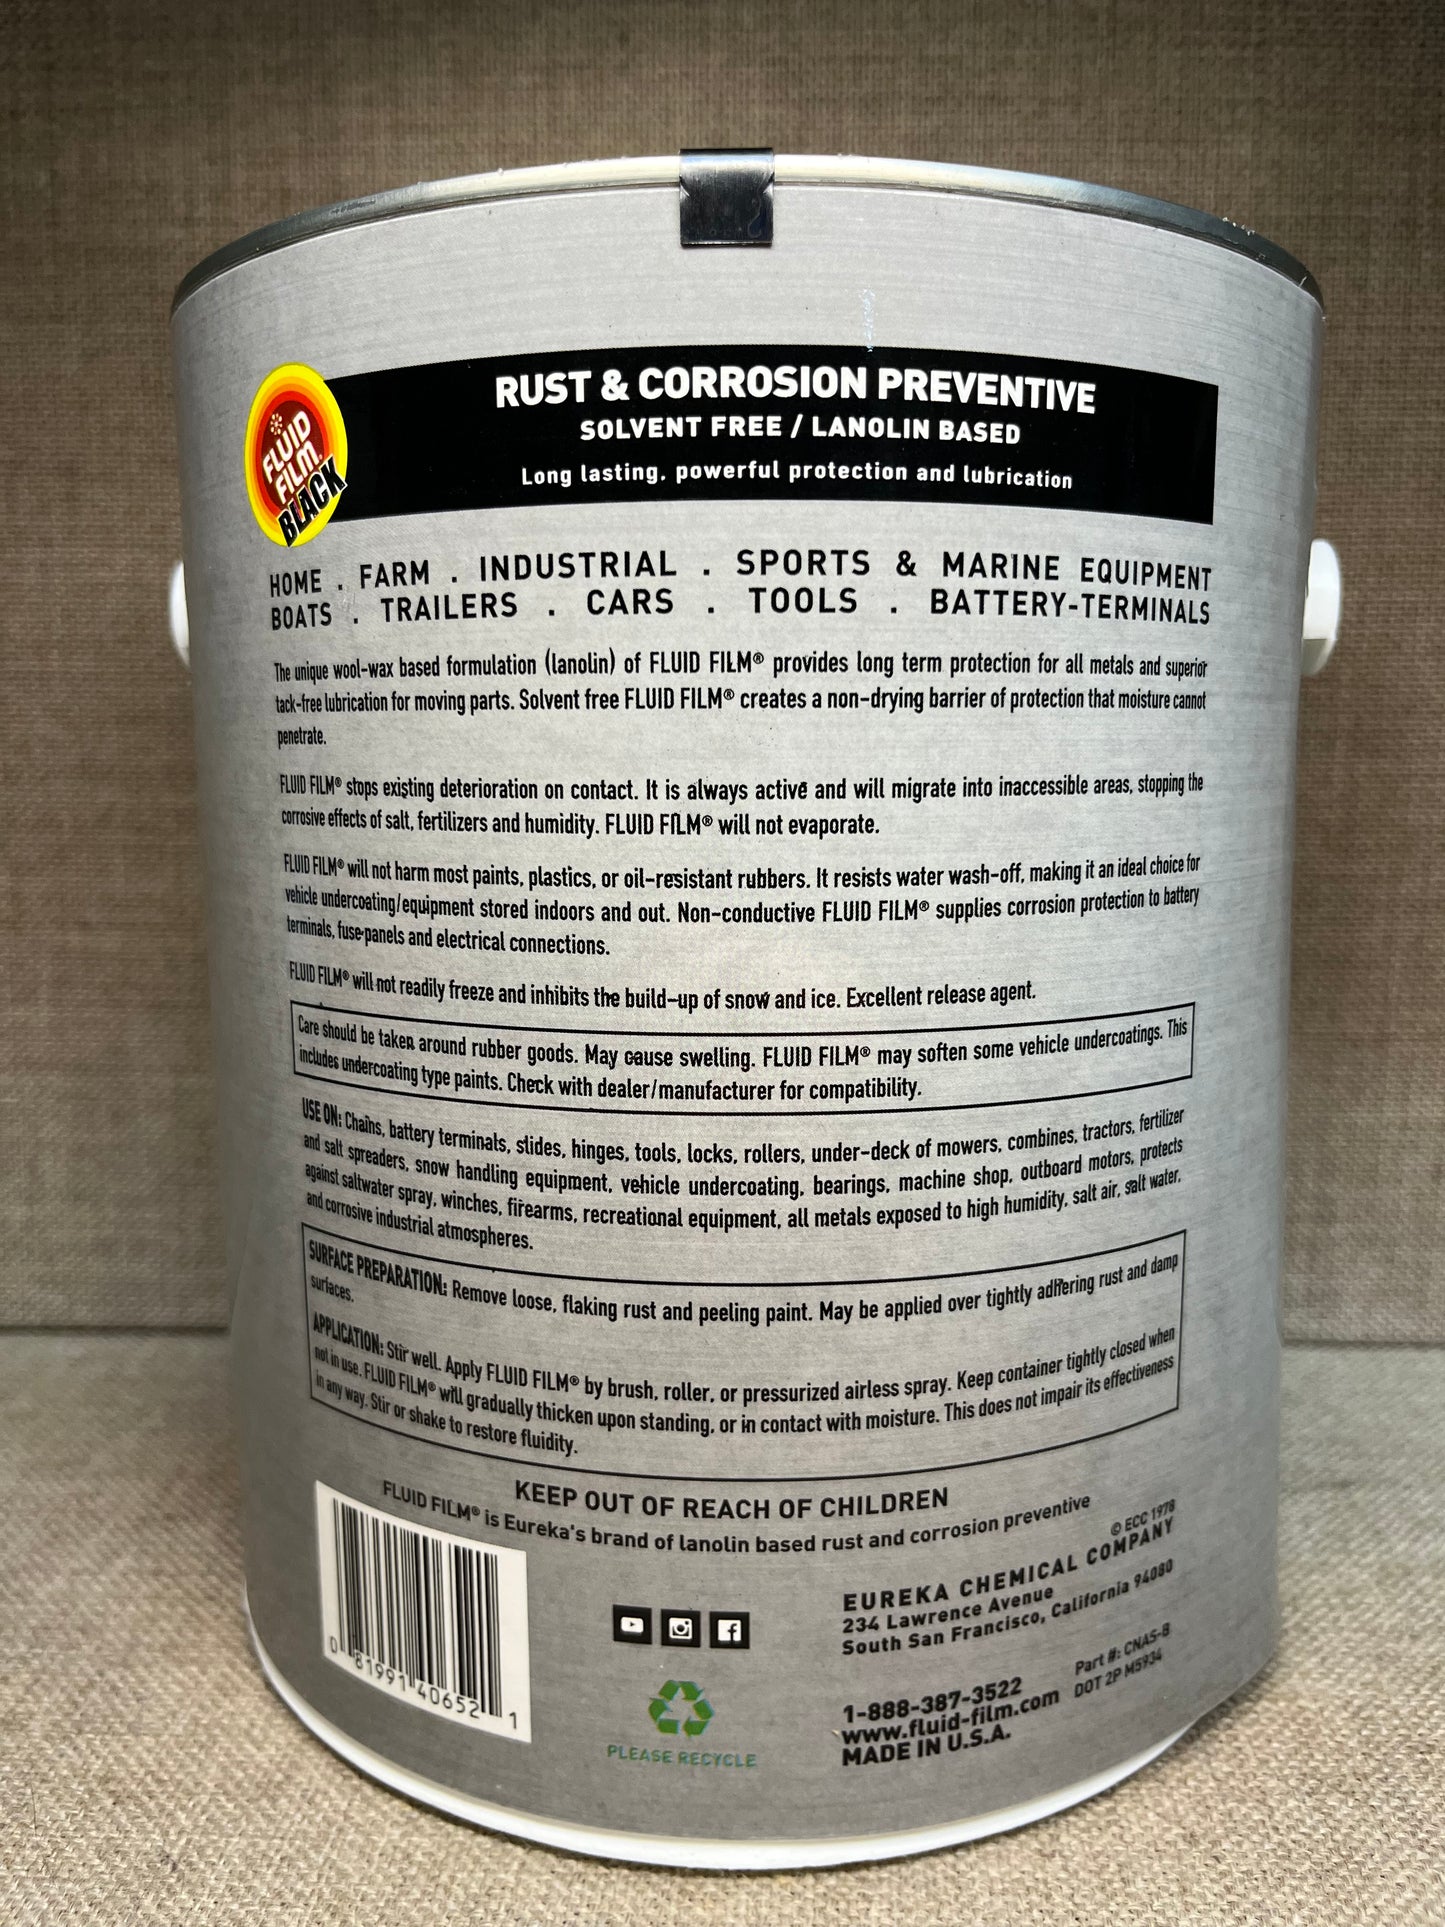 FLUID
FILM®
BLACK
RUST & CORROSION PREVENTIVE
SOLVENT FREE / LANOLIN BASED
Long lasting, powerful protection and lubrication
HOME . FARM . INDUSTRIAL . SPORTS & MARINE EQUIPMENT
BOATS . TRAILERS . CARS . TOOLS . BATTERY-TERMINALS
The unique wool-wax based formulation (lanolin) of FLUID FILM® provides long term protection for all metals and superior
tack-free lubrication for moving parts. Solvent free FLUID FILM® creates a non-drying barrier of protection that moisture cannot
penetrate.
FLUID FILM® stops existing deterioration on contact. It is always active and will migrate into inaccessible areas, stopping the
corrosive effects of salt, fertilizers and humidity. FLUID FILM® will not evaporate.
FLUID FILM® will not harm most paints, plastics, or oil-resistant rubbers. It resists water wash-off, making it an ideal choice for
vehicle undercoating/equipment stored indoors and out. Non-conductive FLUID FILM® supplies corrosion protection to battery
terminals, fuse-panels and electrical connections.
FLUID FILM® will not readily freeze and inhibits the build-up of snow and ice. Excellent release agent.
Care should be taken around rubber goods. May cause swelling. FLUID FILM® may soften some vehicle undercoatings. This
includes undercoating type paints. Check with dealer/manufacturer for compatibility.
USE ON: Chains, battery terminals, slides, hinges, tools, locks, rollers, under-deck of mowers, combines, tractors, fertilizer
and salt spreaders, snow handling equipment, vehicle undercoating, bearings, machine shop, outboard motors, protects
against saltwater spray, winches, firearms, recreational equipment, all metals exposed to high humidity, salt air, salt water,
and corrosive industrial atmospheres.
SURFACE PREPARATION: Remove loose, flaking rust and peeling paint. May be applied over tightly adhering rust and damp
surfaces.
APPLICATION: Stir well. Apply FLUID FILM® by brush, roller, or pressurized airless spray. Keep container tightly closed when
not in use. FLUID FILM® will gradually thicken upon standing, or in contact with moisture. This does not impair its effectiveness
in any way. Stir or shake to restore fluidity.
KEEP OUT OF REACH OF CHILDREN
FLUID FILM® is Eureka's brand of lanolin based rust and corrosion preventive
© ECC 1978
EUREKA CHEMICAL COMPANY
234 Lawrence Avenue
South San Francisco, California 94080
Part #: CNAS-B
DOT 2P M5934
1-888-387-3522
www.fluid-film.com
MADE IN U.S.A.
0 81991 40652 1
PLEASE RECYCLE